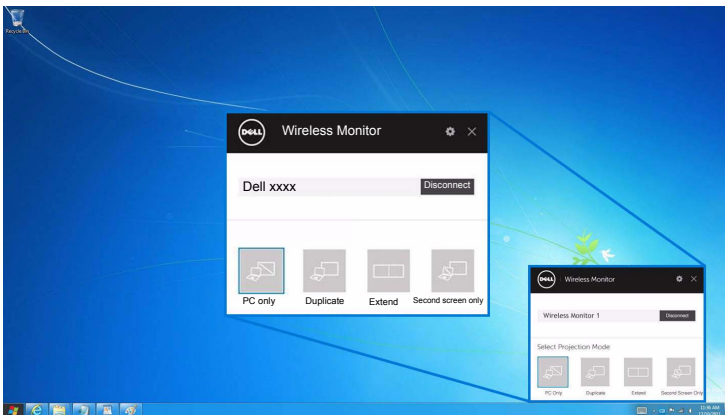 Recycle Bin
DELL Wireless Monitor
Dell xxxx Disconnect
PC only Duplicate Extend Second screen only
DELL Wireless Monitor
Wireless Monitor 1 Disconnect
Select Projection Mode
PC Only Duplicate Extend Second Screen Only